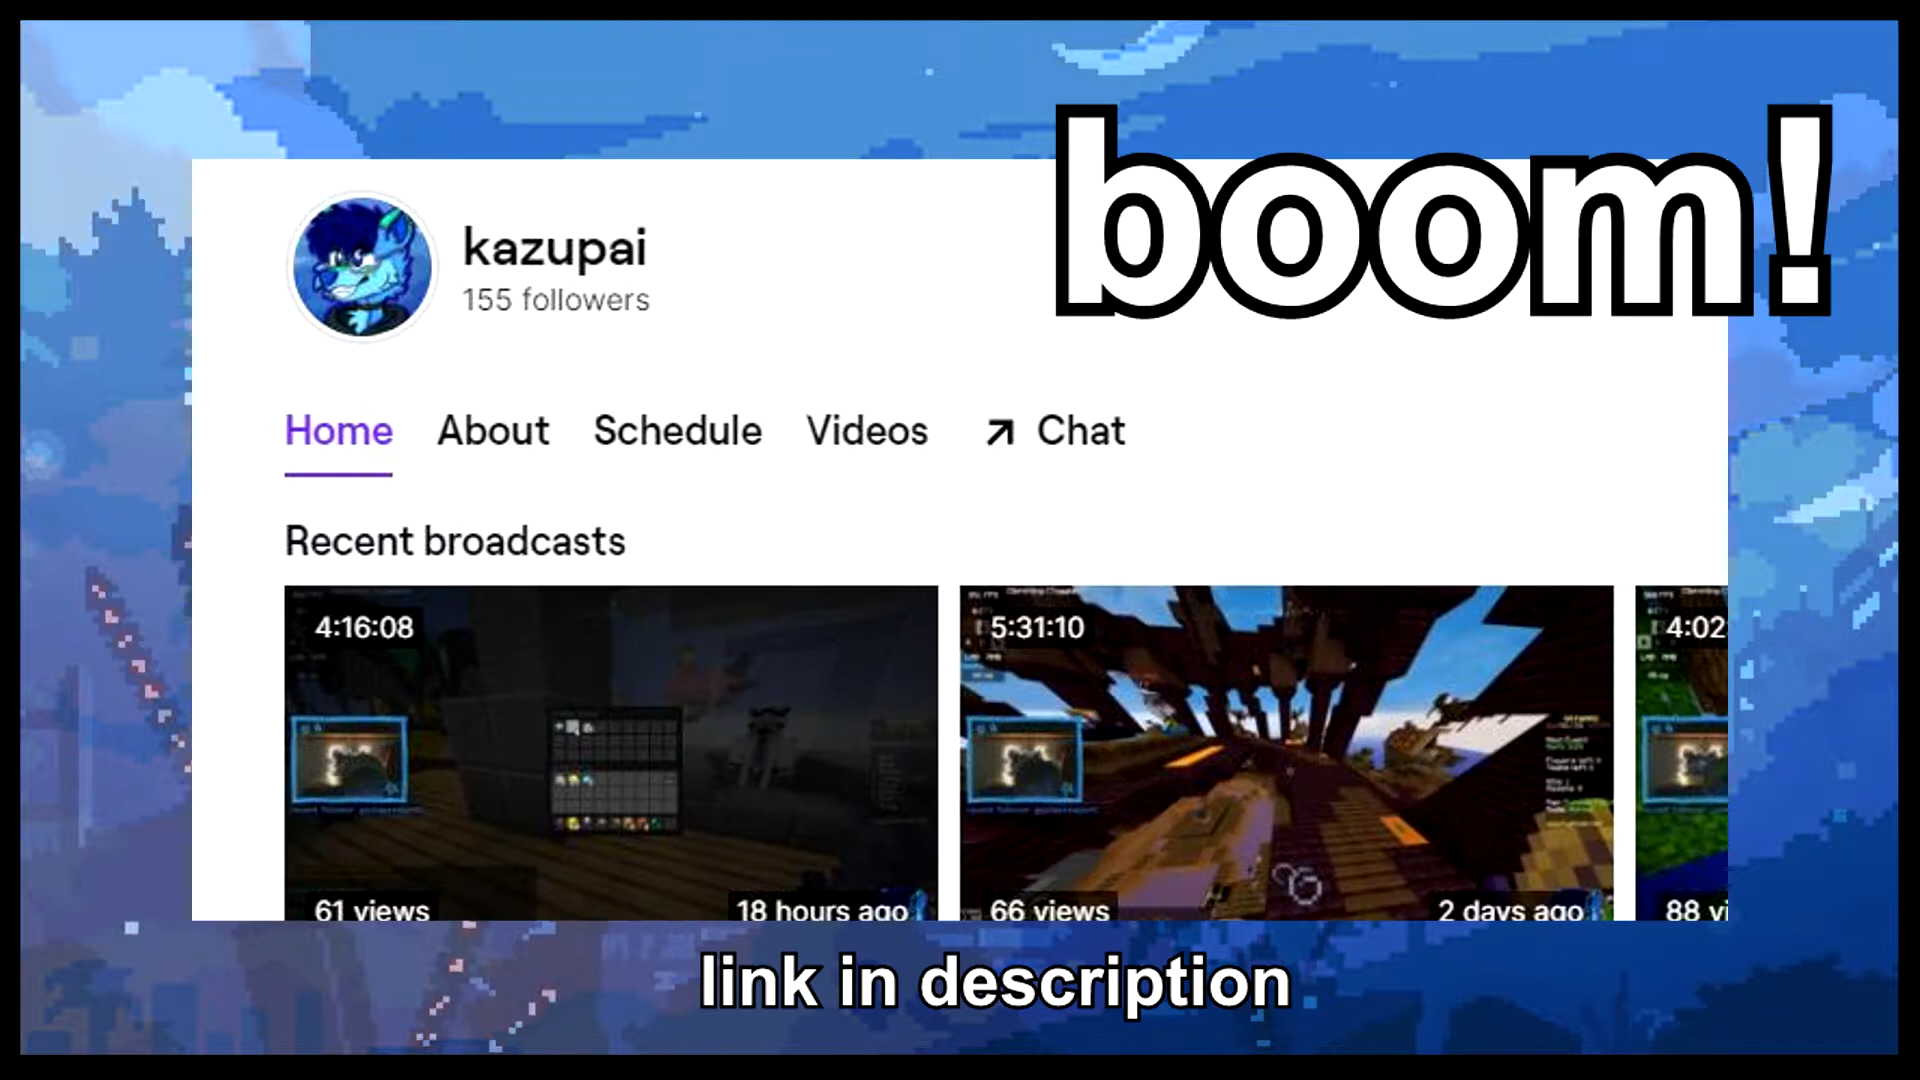 boom!
kazupai
155 followers
Home About Schedule Videos Chat
Recent broadcasts
4:16:08
5:31:10
4:02
61 views
18 hours ago
66 views
2 days ago
88 vi
link in description